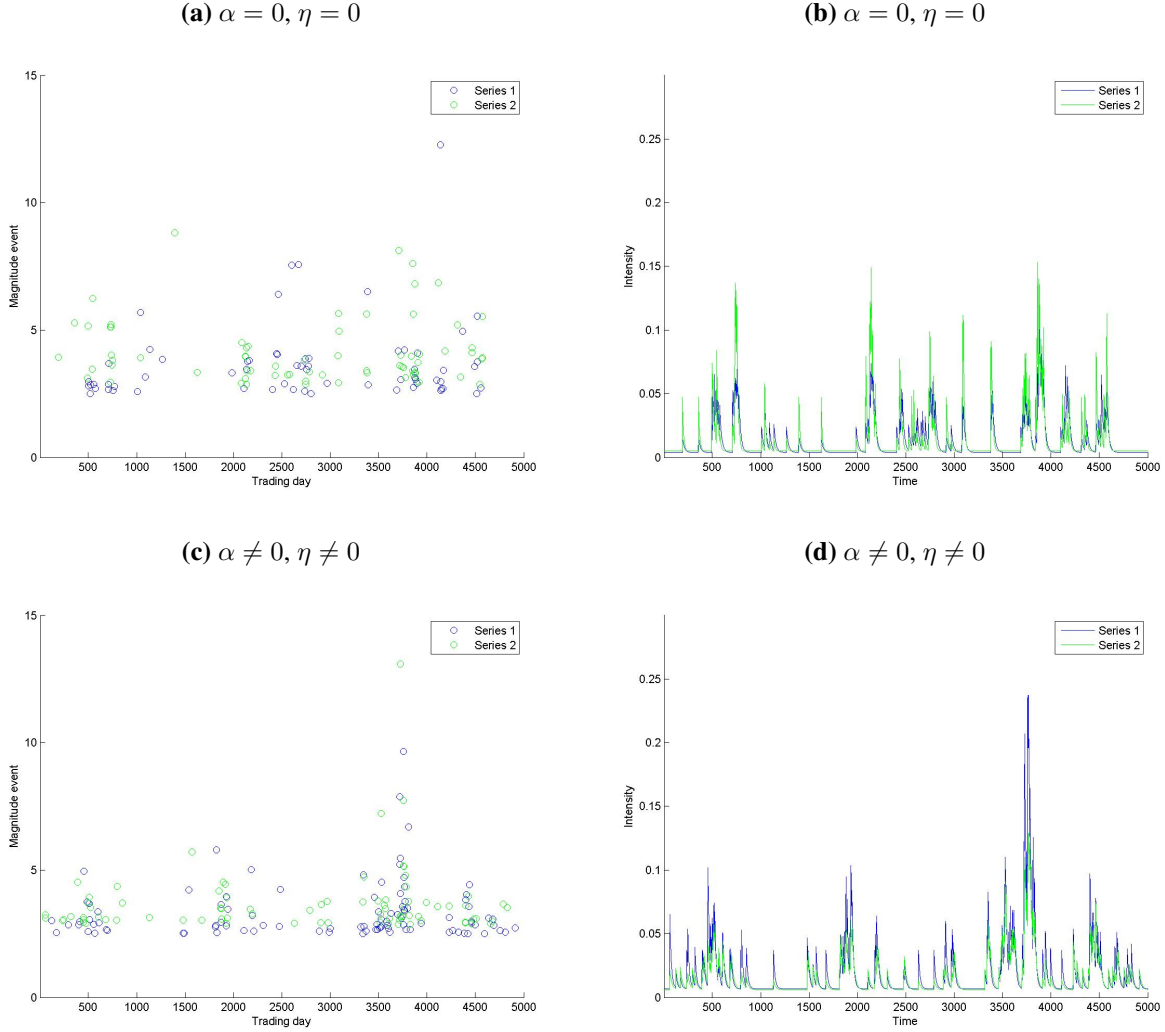 (a) α = 0, η = 0
15
10
5
0
Magnitude event
500 1000 1500 2000 2500 3000 3500 4000 4500 5000
Trading day
Series 1
Series 2
(b) α = 0, η = 0
0.25
0.2
0.15
0.1
0.05
0
Intensity
500 1000 1500 2000 2500 3000 3500 4000 4500 5000
Time
Series 1
Series 2
(c) α ≠ 0, η ≠ 0
15
10
5
0
Magnitude event
500 1000 1500 2000 2500 3000 3500 4000 4500 5000
Trading day
Series 1
Series 2
(d) α ≠ 0, η ≠ 0
0.25
0.2
0.15
0.1
0.05
0
Intensity
500 1000 1500 2000 2500 3000 3500 4000 4500 5000
Time
Series 1
Series 2